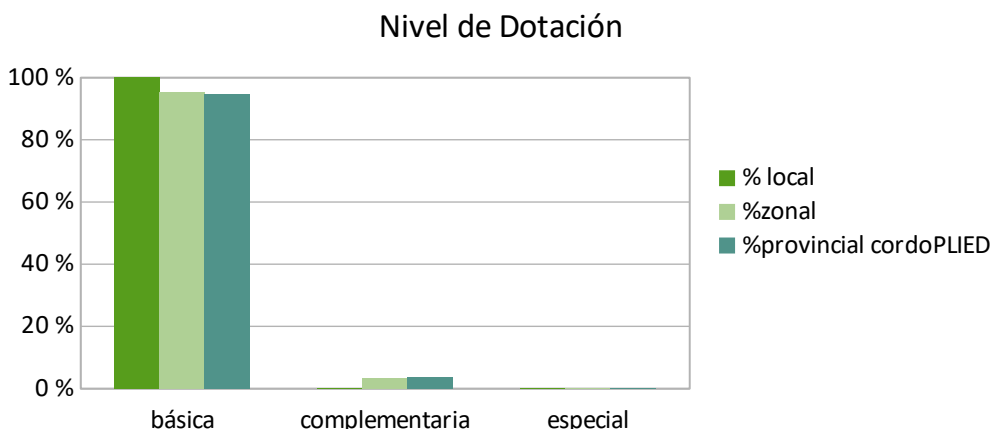 Nivel de Dotación
100 %
80 %
60 %
40 %
20 %
0 %
básica complementaria especial
% local
%zonal
%provincial cordoPLIED